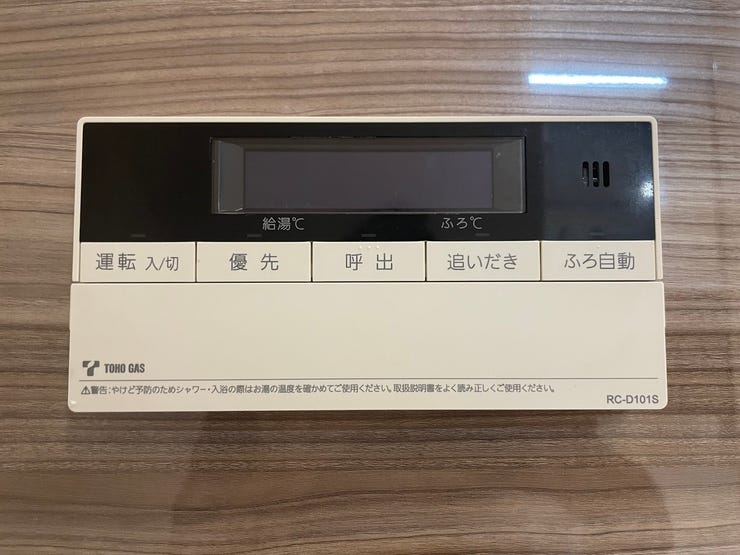 給湯℃ ふろ℃
運転 入/切 優先 呼出 追いだき ふろ自動
TOHO GAS
⚠警告:やけど予防のためシャワー・入浴の際はお湯の温度を確かめてご使用ください。取扱説明書をよく読み正しくご使用ください。
RC-D101S